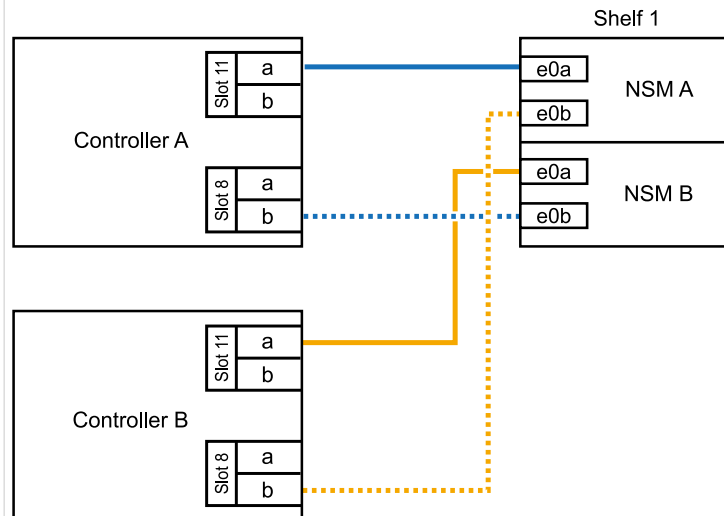 Shelf 1
Controller A
Slot 11
a
b
Slot 8
a
b
e0a
e0b
NSM A
e0a
e0b
NSM B
Controller B
Slot 11
a
b
Slot 8
a
b